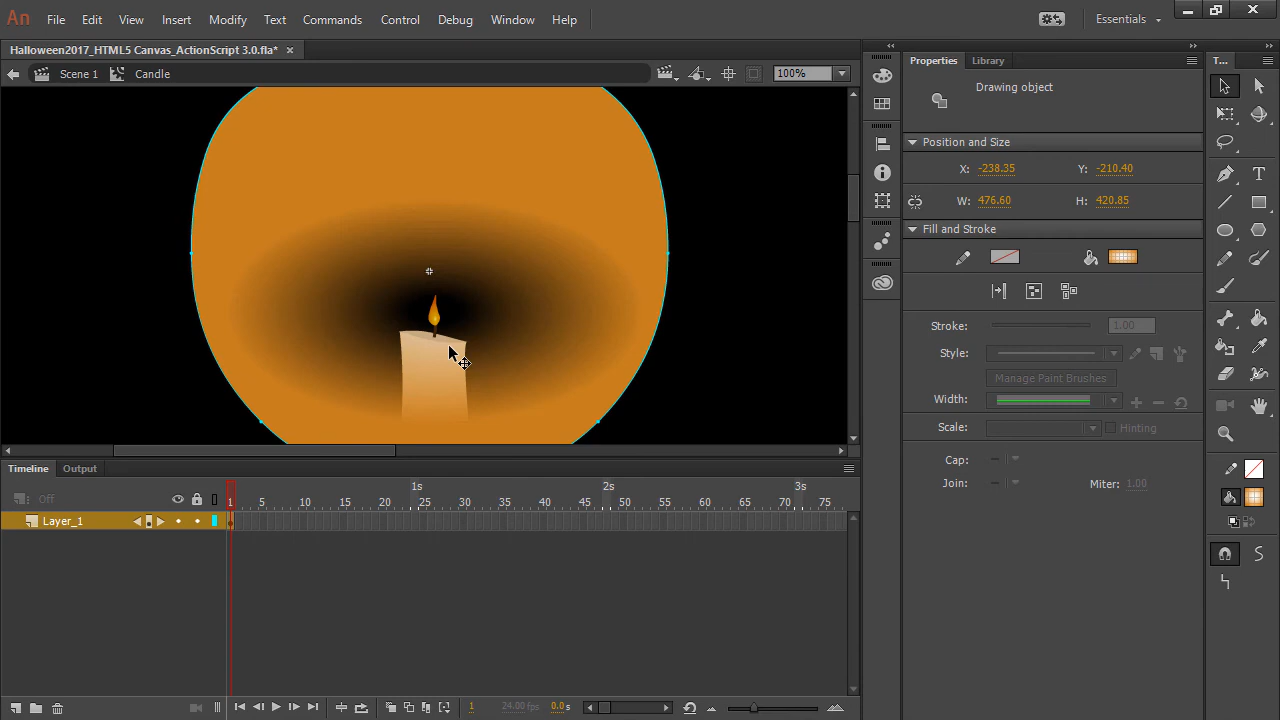 An File Edit View Insert Modify Text Commands Control Debug Window Help Essentials
Halloween2017_HTML5 Canvas_ActionScript 3.0.fla* ×
Scene 1 Candle 100%
Properties Library T...
Drawing object
Position and Size
X: -238.35 Y: -210.40
W: 476.60 H: 420.85
Fill and Stroke
Stroke: 1.00
Style:
Manage Paint Brushes
Width:
Scale: Hinting
Cap:
Join: Miter: 1.00
Timeline Output
1s 2s 3s
Off 1 5 10 15 20 25 30 35 40 45 50 55 60 65 70 75
Layer_1
1 24.00 fps 0.0 s